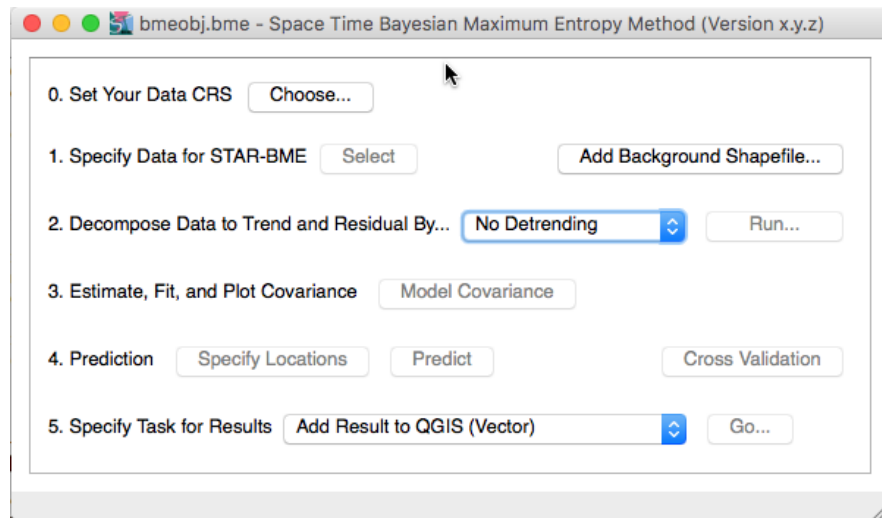 bmeobj.bme - Space Time Bayesian Maximum Entropy Method (Version x.y.z)
0. Set Your Data CRS Choose...
1. Specify Data for STAR-BME Select Add Background Shapefile...
2. Decompose Data to Trend and Residual By... No Detrending Run...
3. Estimate, Fit, and Plot Covariance Model Covariance
4. Prediction Specify Locations Predict Cross Validation
5. Specify Task for Results Add Result to QGIS (Vector) Go...